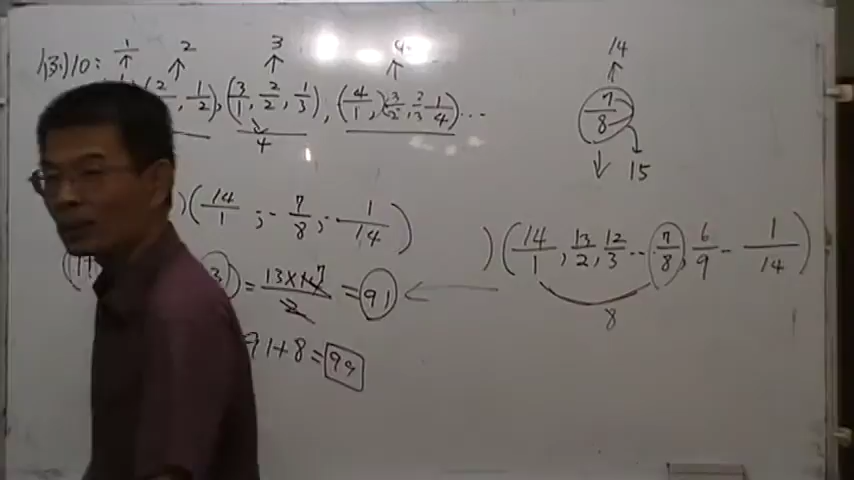 例10: 1 2 3 4
(2/1, 1/2), (3/1, 2/2, 1/3), (4/1, 3/2, 2/3, 1/4) ...
4
14
7/8
15
) (14/1, ... 7/8, ... 1/14)
) (14/1, 13/2, 12/3 ... 7/8, 6/9 ... 1/14)
8
= 13×14/2 = 91
7
91+8=99